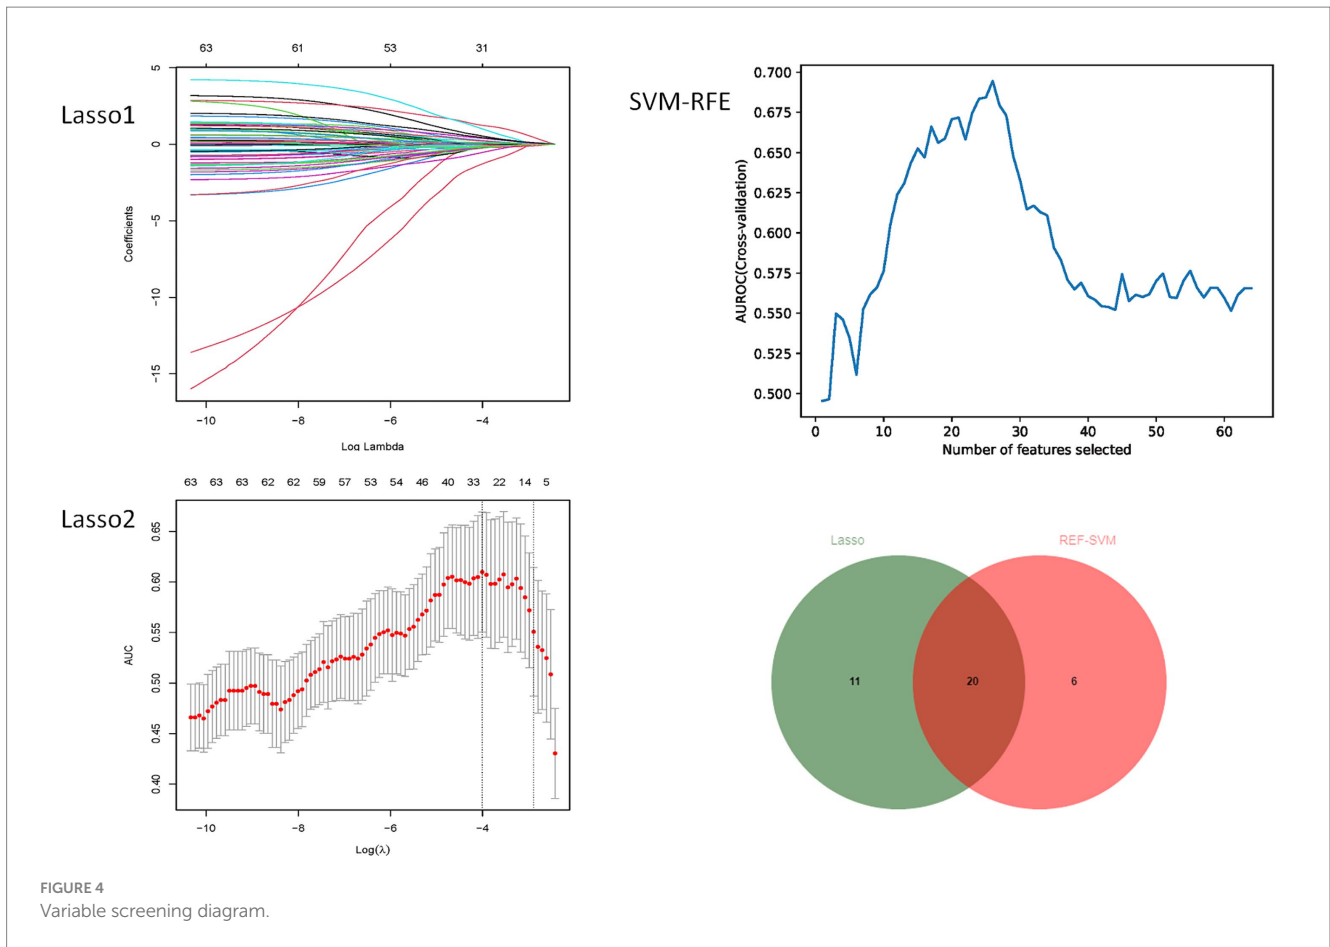 63 61 53 31
Lasso1
5
0
−5
−10
−15
Coefficients
−10 −8 −6 −4
Log Lambda
SVM-RFE
0.700
0.675
0.650
0.625
0.600
0.575
0.550
0.525
0.500
AUROC(Cross-validation)
0 10 20 30 40 50 60
Number of features selected
63 63 63 62 62 59 57 53 54 46 40 33 22 14 5
Lasso2
0.65
0.60
0.55
0.50
0.45
0.40
AUC
−10 −8 −6 −4
Log(λ)
Lasso REF-SVM
11 20 6
FIGURE 4
Variable screening diagram.